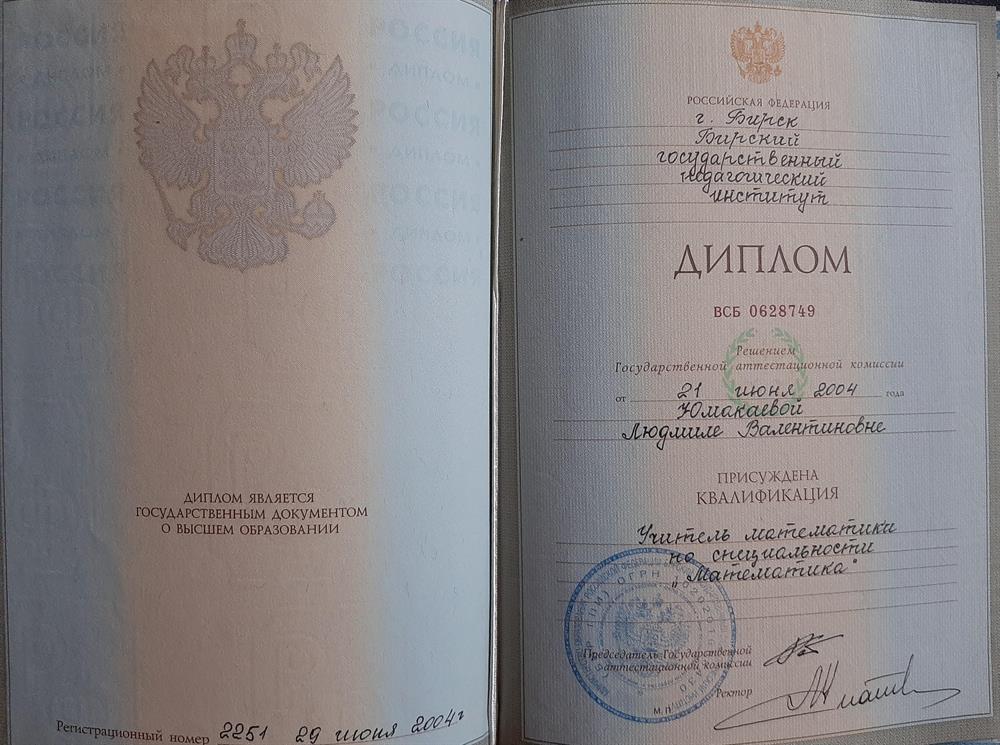 ДИПЛОМ ЯВЛЯЕТСЯ
ГОСУДАРСТВЕННЫМ ДОКУМЕНТОМ
О ВЫСШЕМ ОБРАЗОВАНИИ
Регистрационный номер 2251 29 июня 2004г
РОССИЙСКАЯ ФЕДЕРАЦИЯ
г. Бирск
Бирский
государственный
педагогический
институт
ДИПЛОМ
ВСБ 0628749
Решением
Государственной аттестационной комиссии
от 21 июня 2004 года
Юмакаевой
Людмиле Валентиновне
ПРИСУЖДЕНА
КВАЛИФИКАЦИЯ
Учитель математики
по специальности
„Математика"
Председатель Государственной
аттестационной комиссии
Ректор
М.П.